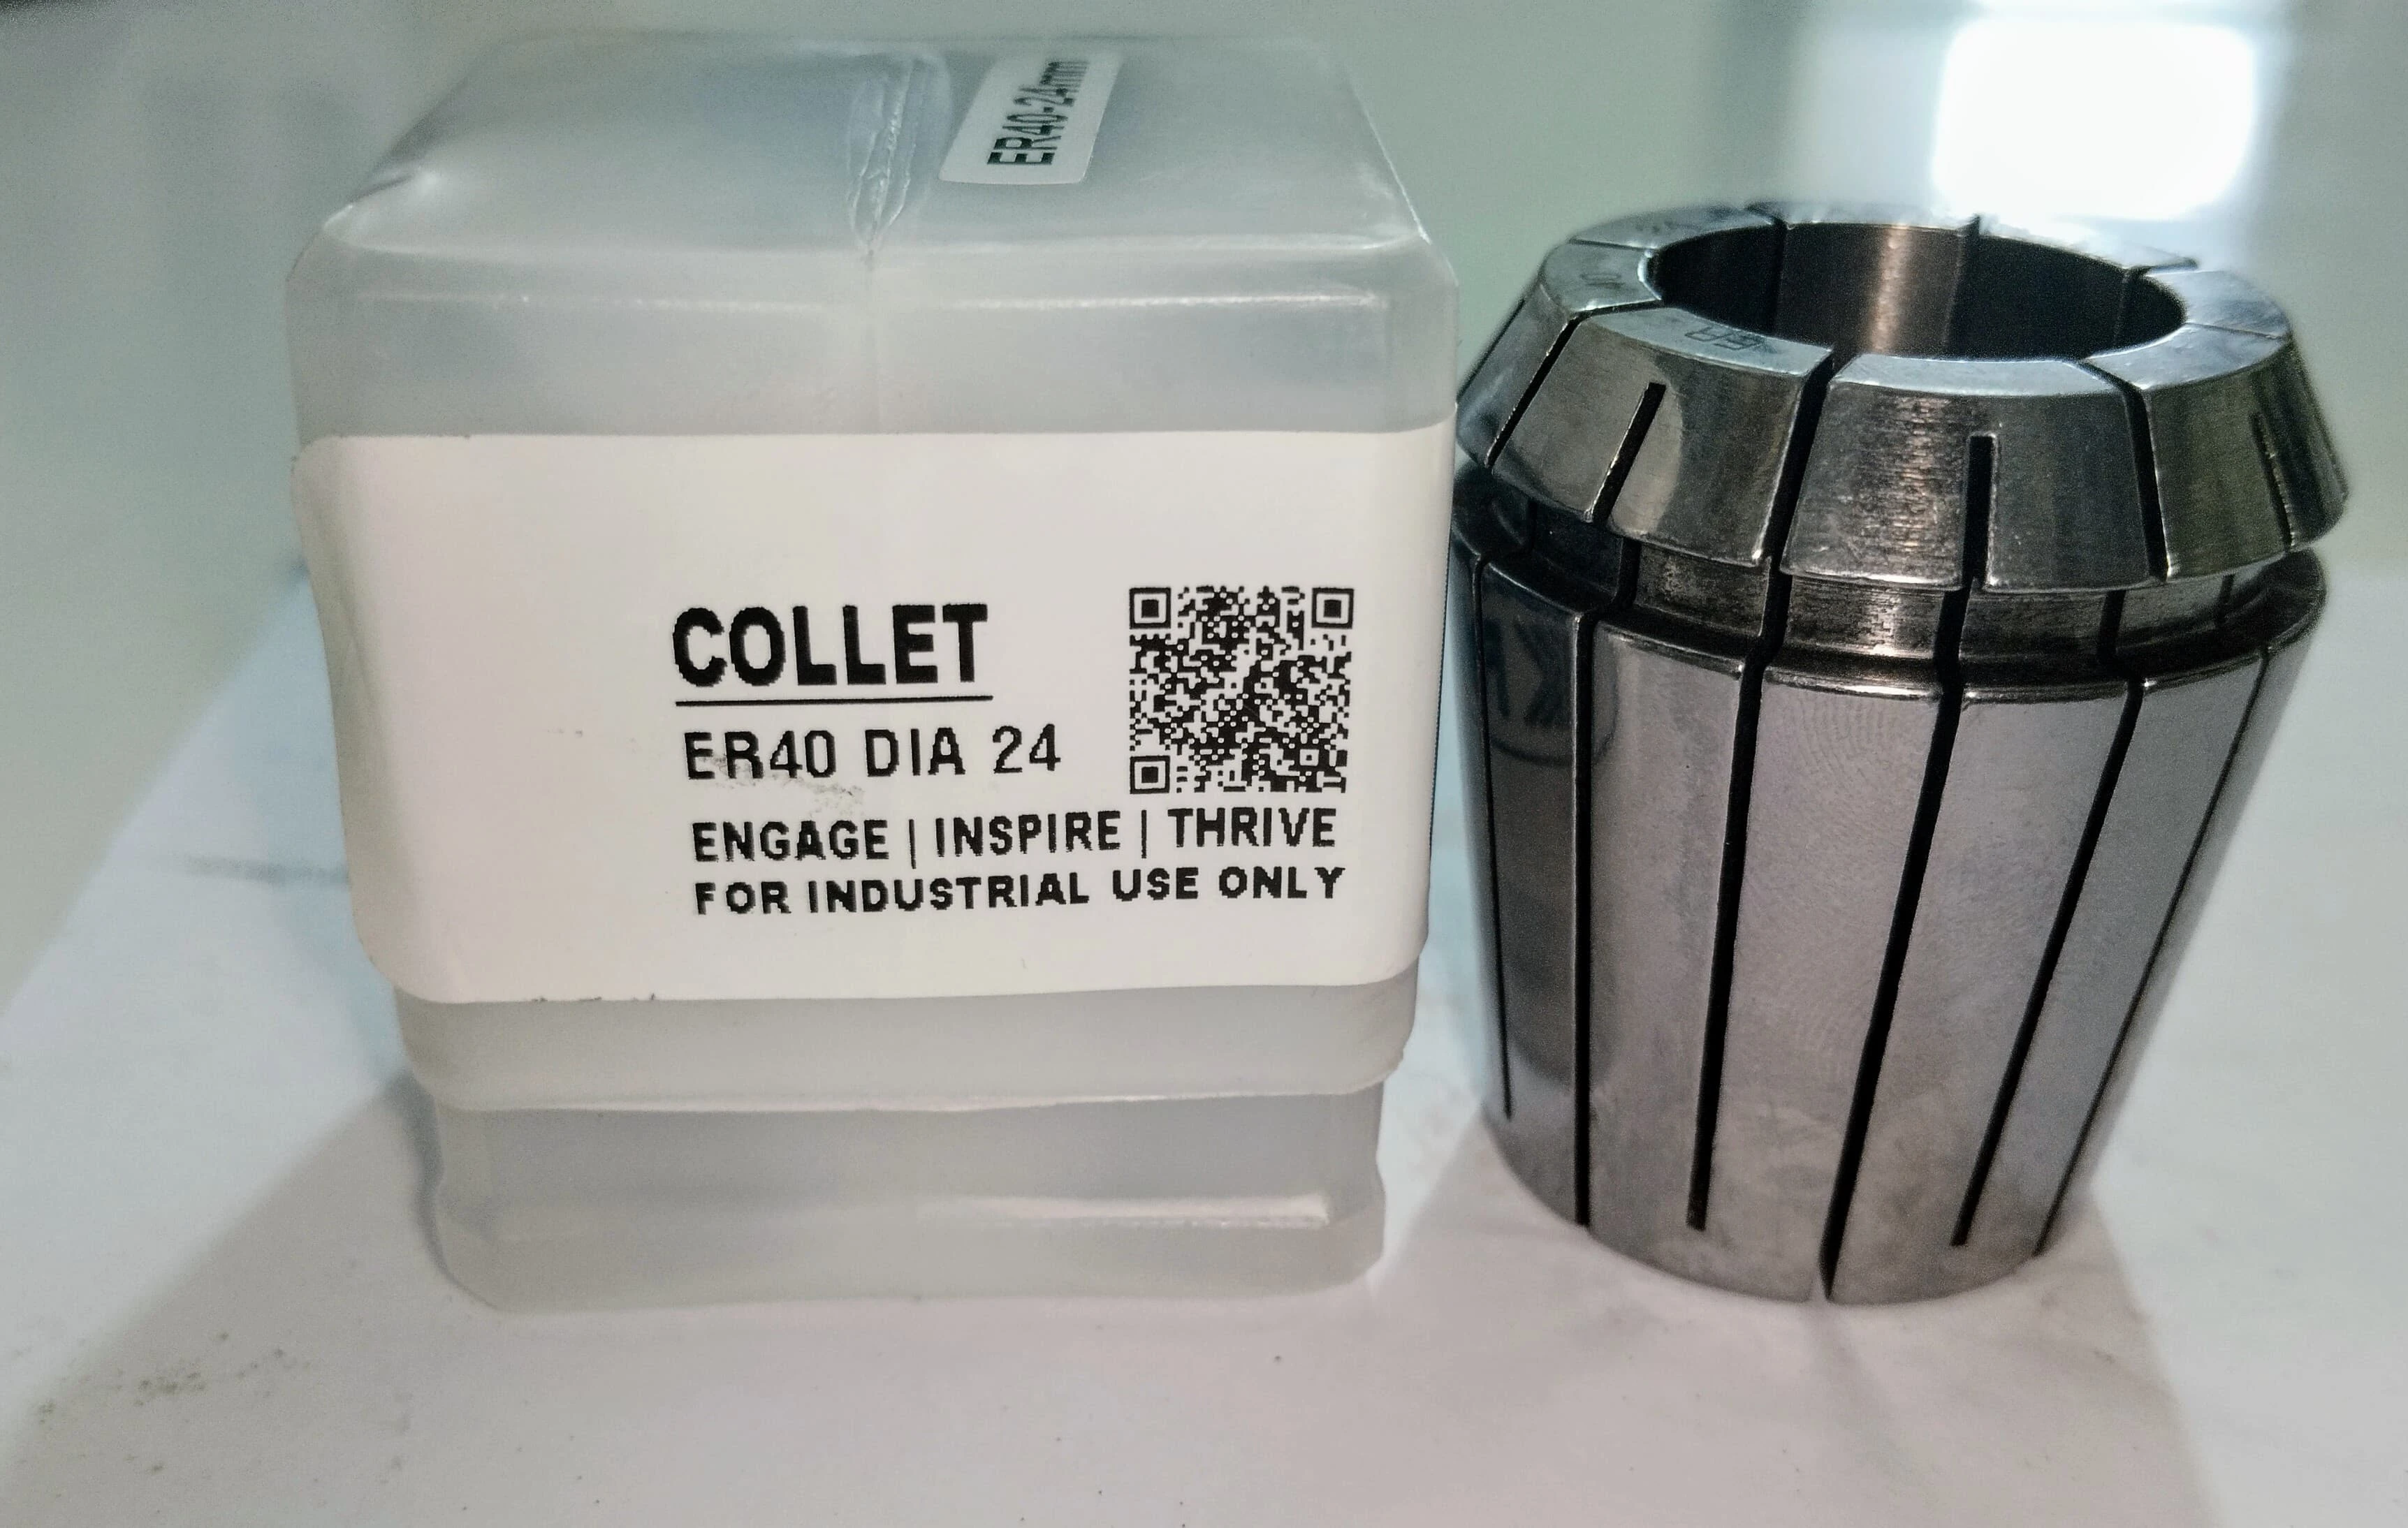 ER40-24mm
COLLET
ER40 DIA 24
ENGAGE | INSPIRE | THRIVE
FOR INDUSTRIAL USE ONLY